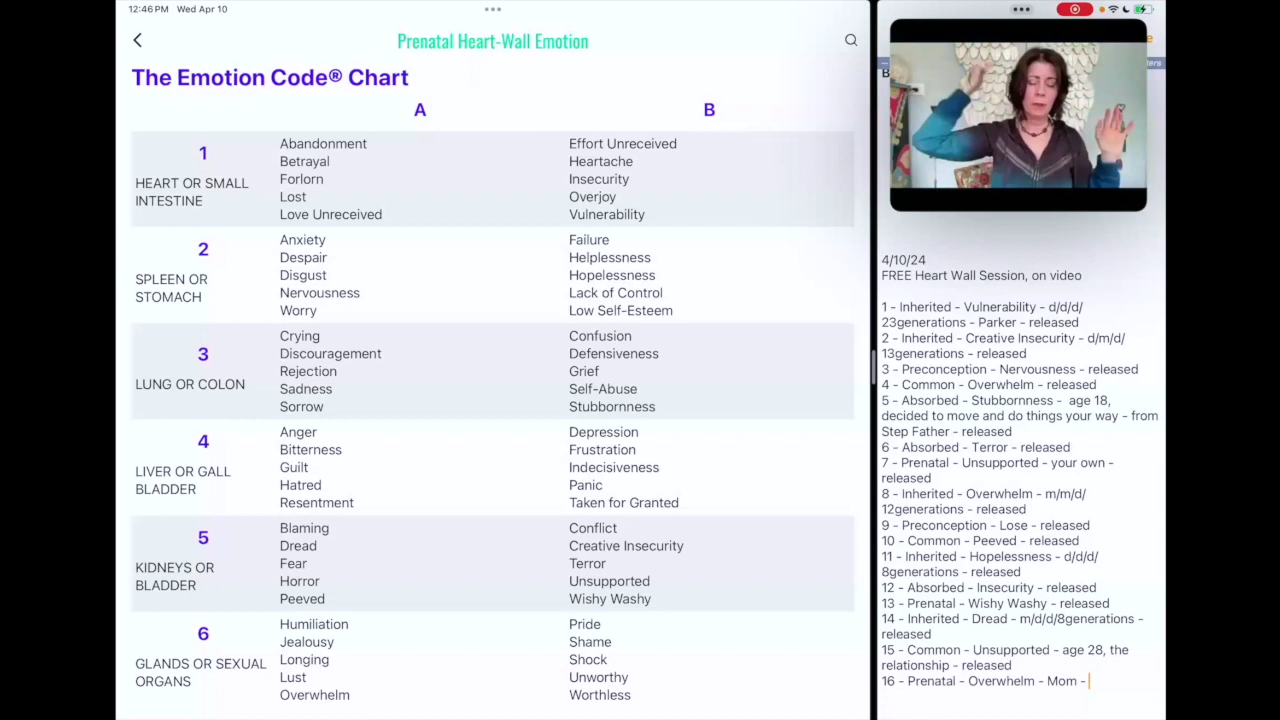 12:46 PM Wed Apr 10
Prenatal Heart-Wall Emotion
The Emotion Code® Chart
A B
1
HEART OR SMALL INTESTINE
Abandonment
Betrayal
Forlorn
Lost
Love Unreceived
Effort Unreceived
Heartache
Insecurity
Overjoy
Vulnerability
2
SPLEEN OR STOMACH
Anxiety
Despair
Disgust
Nervousness
Worry
Failure
Helplessness
Hopelessness
Lack of Control
Low Self-Esteem
3
LUNG OR COLON
Crying
Discouragement
Rejection
Sadness
Sorrow
Confusion
Defensiveness
Grief
Self-Abuse
Stubbornness
4
LIVER OR GALL BLADDER
Anger
Bitterness
Guilt
Hatred
Resentment
Depression
Frustration
Indecisiveness
Panic
Taken for Granted
5
KIDNEYS OR BLADDER
Blaming
Dread
Fear
Horror
Peeved
Conflict
Creative Insecurity
Terror
Unsupported
Wishy Washy
6
GLANDS OR SEXUAL ORGANS
Humiliation
Jealousy
Longing
Lust
Overwhelm
Pride
Shame
Shock
Unworthy
Worthless
4/10/24
FREE Heart Wall Session, on video
1 - Inherited - Vulnerability - d/d/d/
23generations - Parker - released
2 - Inherited - Creative Insecurity - d/m/d/
13generations - released
3 - Preconception - Nervousness - released
4 - Common - Overwhelm - released
5 - Absorbed - Stubbornness - age 18,
decided to move and do things your way - from
Step Father - released
6 - Absorbed - Terror - released
7 - Prenatal - Unsupported - your own -
released
8 - Inherited - Overwhelm - m/m/d/
12generations - released
9 - Preconception - Lose - released
10 - Common - Peeved - released
11 - Inherited - Hopelessness - d/d/d/
8generations - released
12 - Absorbed - Insecurity - released
13 - Prenatal - Wishy Washy - released
14 - Inherited - Dread - m/d/d/8generations -
released
15 - Common - Unsupported - age 28, the
relationship - released
16 - Prenatal - Overwhelm - Mom -